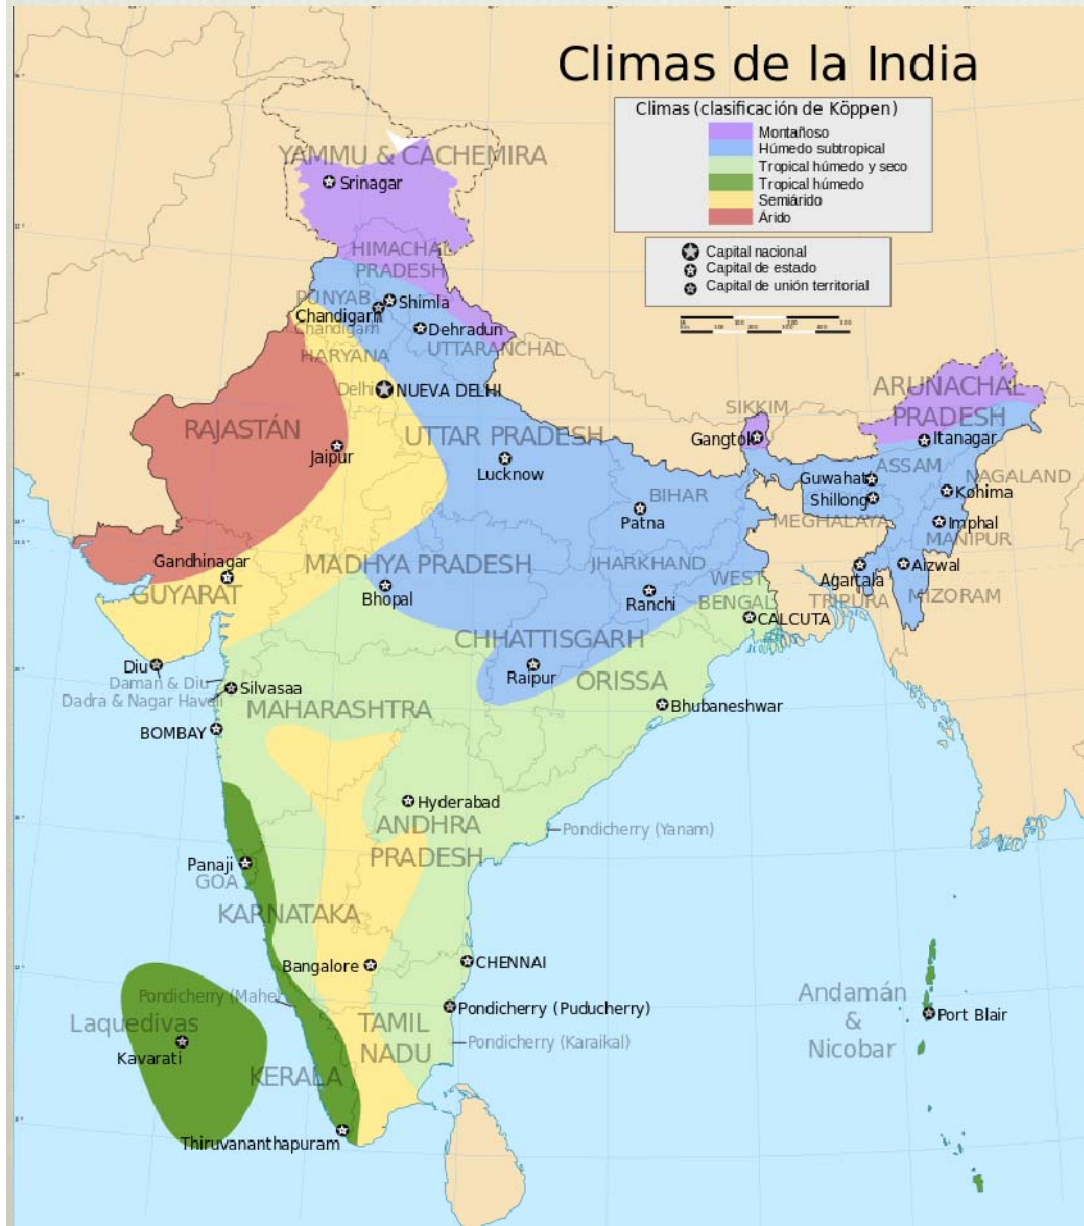 Climas de la India
Climas (clasificación de Köppen)
Montañoso
Húmedo subtropical
Tropical húmedo y seco
Tropical húmedo
Semiárido
Árido
Capital nacional
Capital de estado
Capital de unión territorial
YAMMU & CACHEMIRA
Srinagar
HIMACHAL
PRADESH
PUNYAB
Shimla
Chandigarh
Chandigarh
Dehradun
UTTARANCHAL
HARYANA
Delhi
NUEVA DELHI
ARUNACHAL
PRADESH
SIKKIM
RAJASTÁN
UTTAR PRADESH
Gangtok
Itanagar
Jaipur
Lucknow
ASSAM
NAGALAND
Guwahati
Shillong
Kohima
BIHAR
Patna
MEGHALAYA
Imphal
MANIPUR
Gandhinagar
MADHYA PRADESH
JHARKHAND
WEST
BENGAL
Agartala
Aizwal
GUYARAT
Bhopal
Ranchi
TRIPURA
MIZORAM
CALCUTA
CHHATTISGARH
Diu
Raipur
ORISSA
Daman & Diu
Dadra & Nagar Haveli
Silvasaa
MAHARASHTRA
Bhubaneshwar
BOMBAY
Hyderabad
ANDHRA
PRADESH
Pondicherry (Yanam)
Panaji
GOA
KARNATAKA
Bangalore
CHENNAI
Pondicherry (Mahe)
Pondicherry (Puducherry)
Andamán
&
Nicobar
Port Blair
Laquedivas
Kavarati
TAMIL
NADU
Pondicherry (Karaikal)
KERALA
Thiruvananthapuram